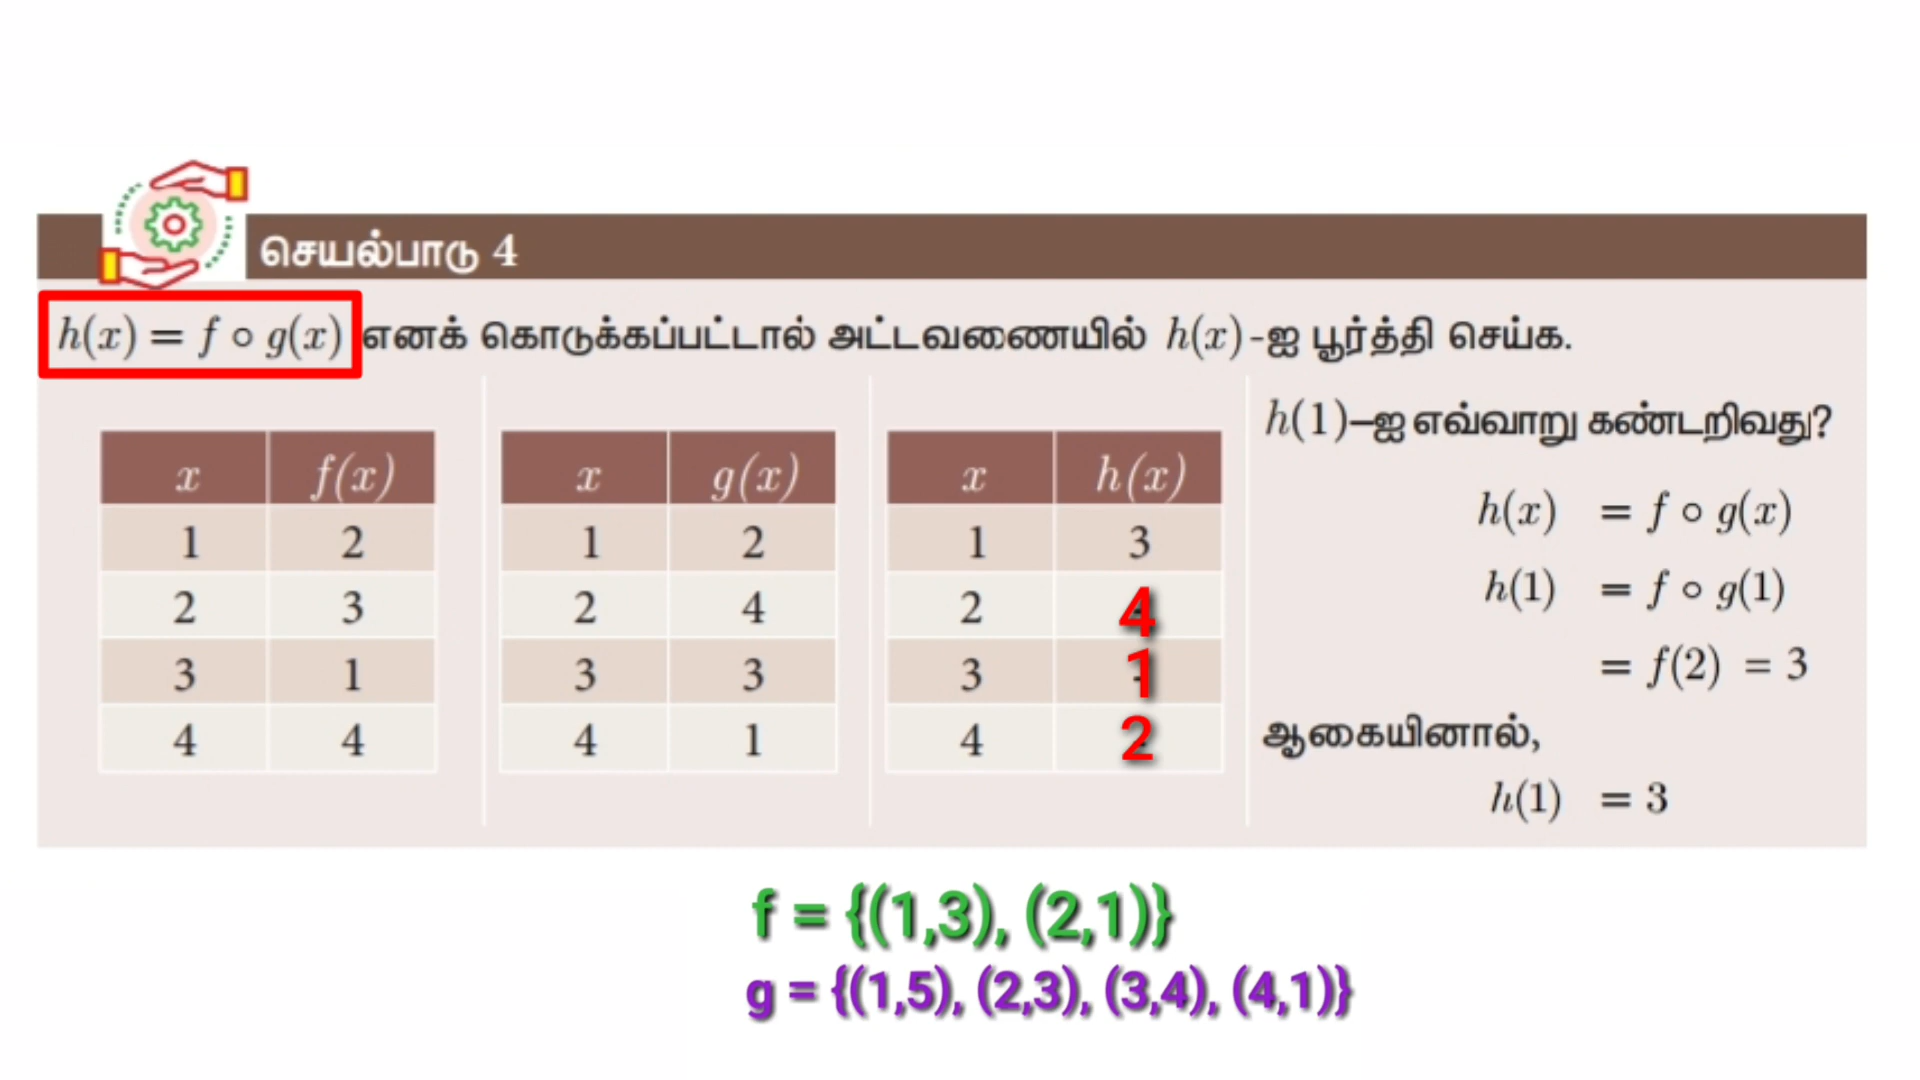 செயல்பாடு 4
h(x) = f ∘ g(x) எனக் கொடுக்கப்பட்டால் அட்டவணையில் h(x)-ஐ பூர்த்தி செய்க.
x f(x)
1 2
2 3
3 1
4 4
x g(x)
1 2
2 4
3 3
4 1
x h(x)
1 3
2 4
3 1
4 2
h(1)–ஐ எவ்வாறு கண்டறிவது?
h(x) = f ∘ g(x)
h(1) = f ∘ g(1)
= f(2) = 3
ஆகையினால்,
h(1) = 3
f = {(1,3), (2,1)}
g = {(1,5), (2,3), (3,4), (4,1)}